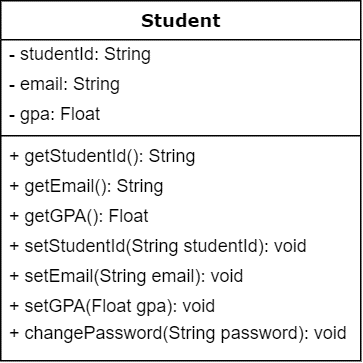 Student
- studentId: String
- email: String
- gpa: Float
+ getStudentId(): String
+ getEmail(): String
+ getGPA(): Float
+ setStudentId(String studentId): void
+ setEmail(String email): void
+ setGPA(Float gpa): void
+ changePassword(String password): void